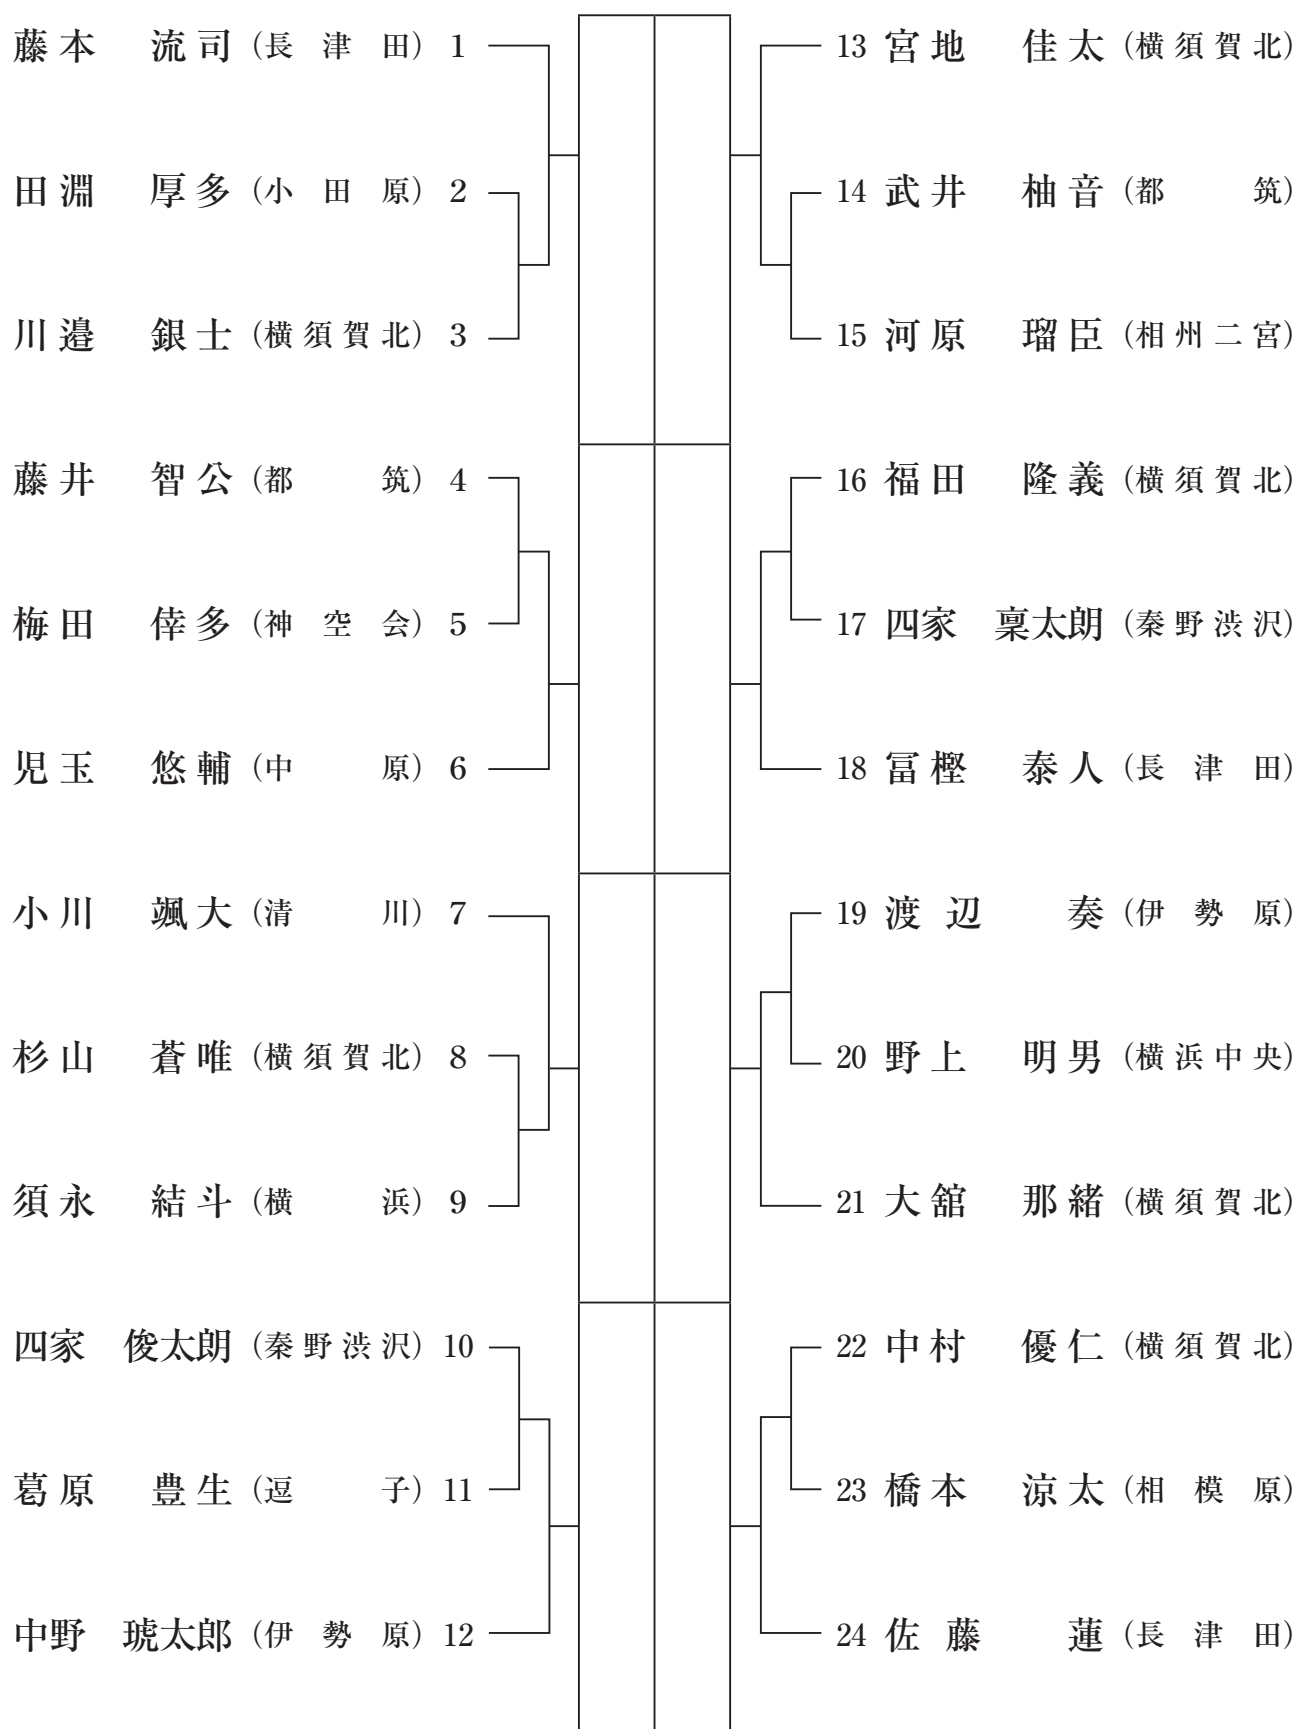 藤本 流司 (長津田) 1
田淵 厚多 (小田原) 2
川邉 銀士 (横須賀北) 3
藤井 智公 (都筑) 4
梅田 倖多 (神空会) 5
児玉 悠輔 (中原) 6
小川 颯大 (清川) 7
杉山 蒼唯 (横須賀北) 8
須永 結斗 (横浜) 9
四家 俊太朗 (秦野渋沢) 10
葛原 豊生 (逗子) 11
中野 琥太郎 (伊勢原) 12
13 宮地 佳太 (横須賀北)
14 武井 柚音 (都筑)
15 河原 瑠臣 (相州二宮)
16 福田 隆義 (横須賀北)
17 四家 稟太朗 (秦野渋沢)
18 冨樫 泰人 (長津田)
19 渡辺 奏 (伊勢原)
20 野上 明男 (横浜中央)
21 大舘 那緒 (横須賀北)
22 中村 優仁 (横須賀北)
23 橋本 涼太 (相模原)
24 佐藤 蓮 (長津田)